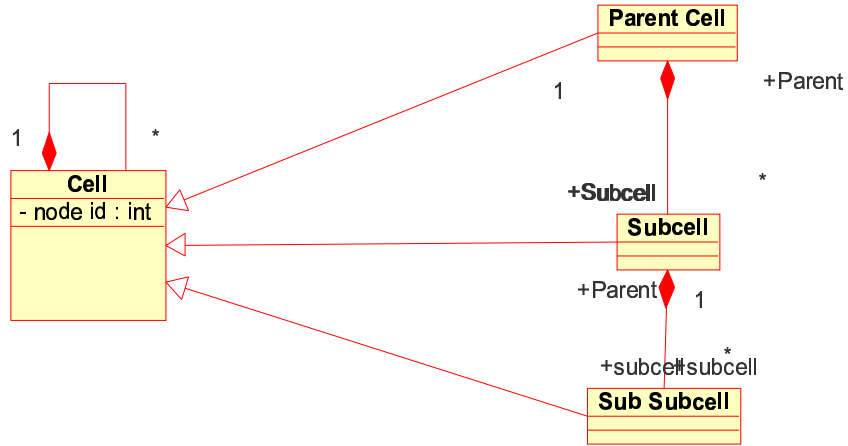 Parent Cell
+Parent
1
1
*
Cell
*
+Subcell
- node id : int
Subcell
+Parent
1
*
+subcell
+subcell
Sub Subcell